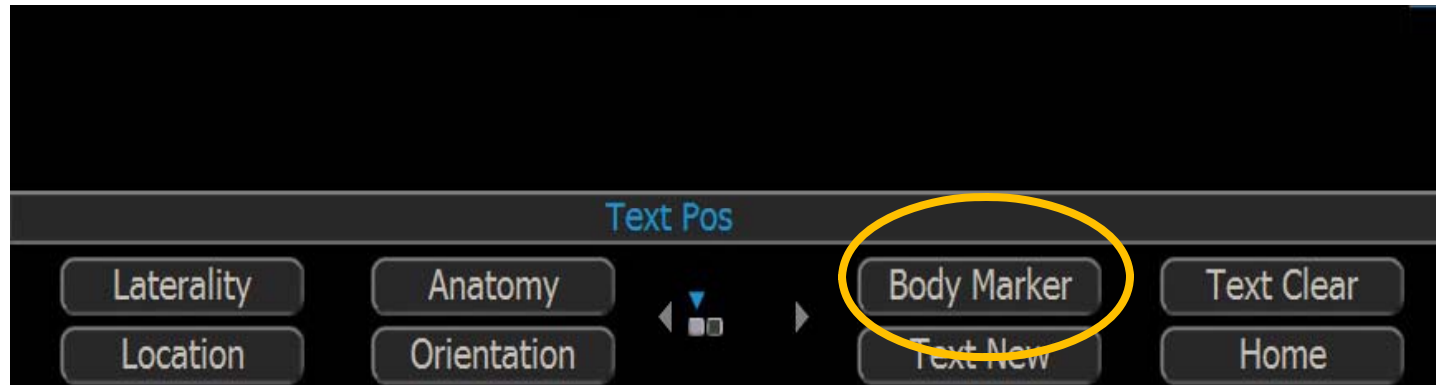 Text Pos
Laterality Anatomy Body Marker Text Clear
Location Orientation Text New Home